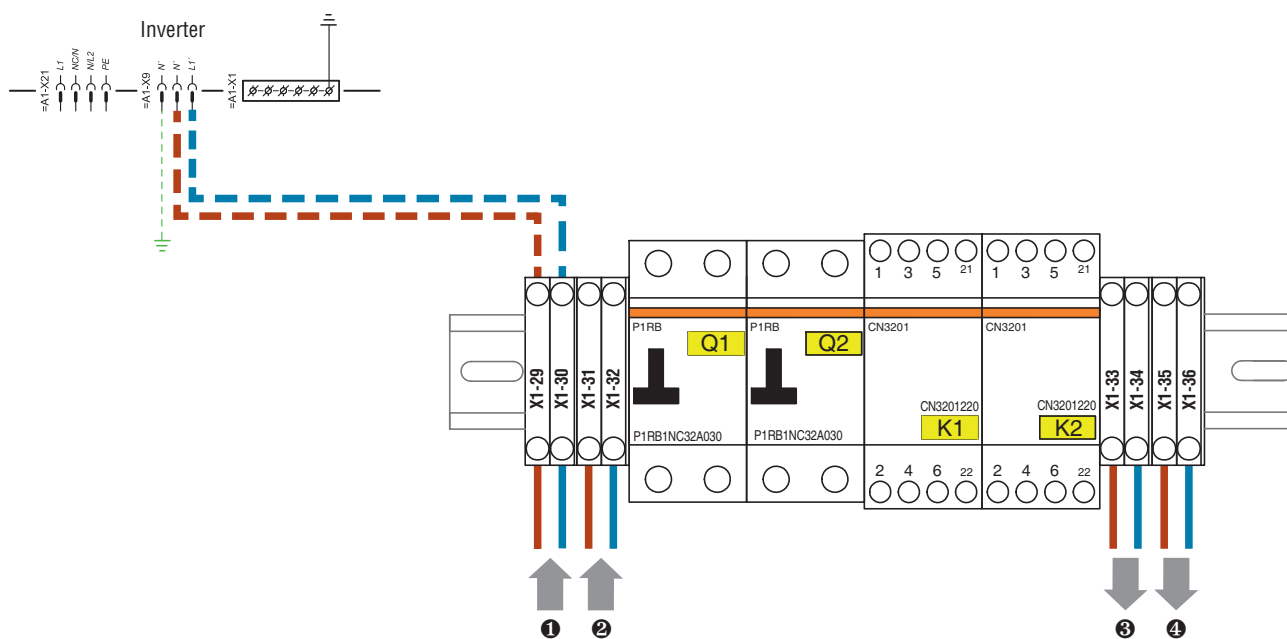 Inverter
=A1-X21
L1
NC/N
N/L2
PE
=A1-X9
N'
N'
L1'
=A1-X1
X1-29
X1-30
X1-31
X1-32
P1RB
Q1
P1RB1NC32A030
P1RB
Q2
P1RB1NC32A030
1 3 5 21
CN3201
CN3201220
K1
2 4 6 22
1 3 5 21
CN3201
CN3201220
K2
2 4 6 22
X1-33
X1-34
X1-35
X1-36
❶ ❷ ❸ ❹